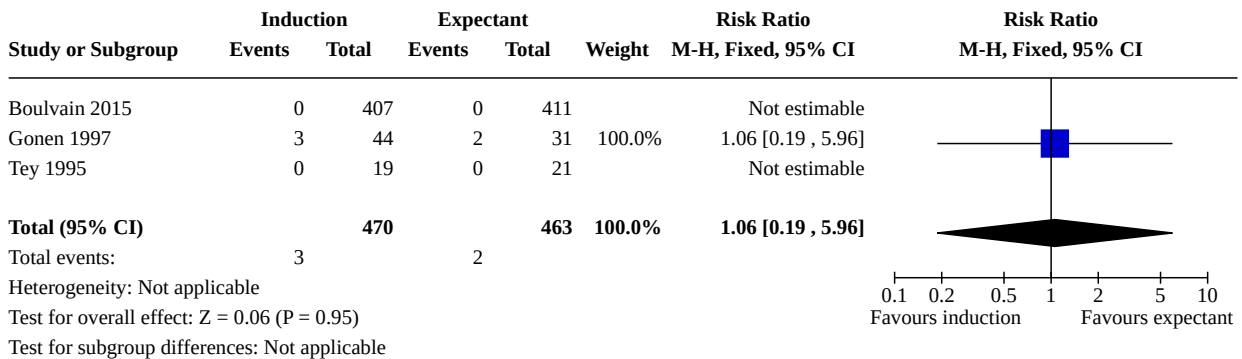 Induction Expectant Risk Ratio Risk Ratio
Study or Subgroup Events Total Events Total Weight M-H, Fixed, 95% CI M-H, Fixed, 95% CI
Boulvain 2015 0 407 0 411 Not estimable
Gonen 1997 3 44 2 31 100.0% 1.06 [0.19 , 5.96]
Tey 1995 0 19 0 21 Not estimable
Total (95% CI) 470 463 100.0% 1.06 [0.19 , 5.96]
Total events: 3 2
Heterogeneity: Not applicable
0.1 0.2 0.5 1 2 5 10
Test for overall effect: Z = 0.06 (P = 0.95)
Favours induction Favours expectant
Test for subgroup differences: Not applicable